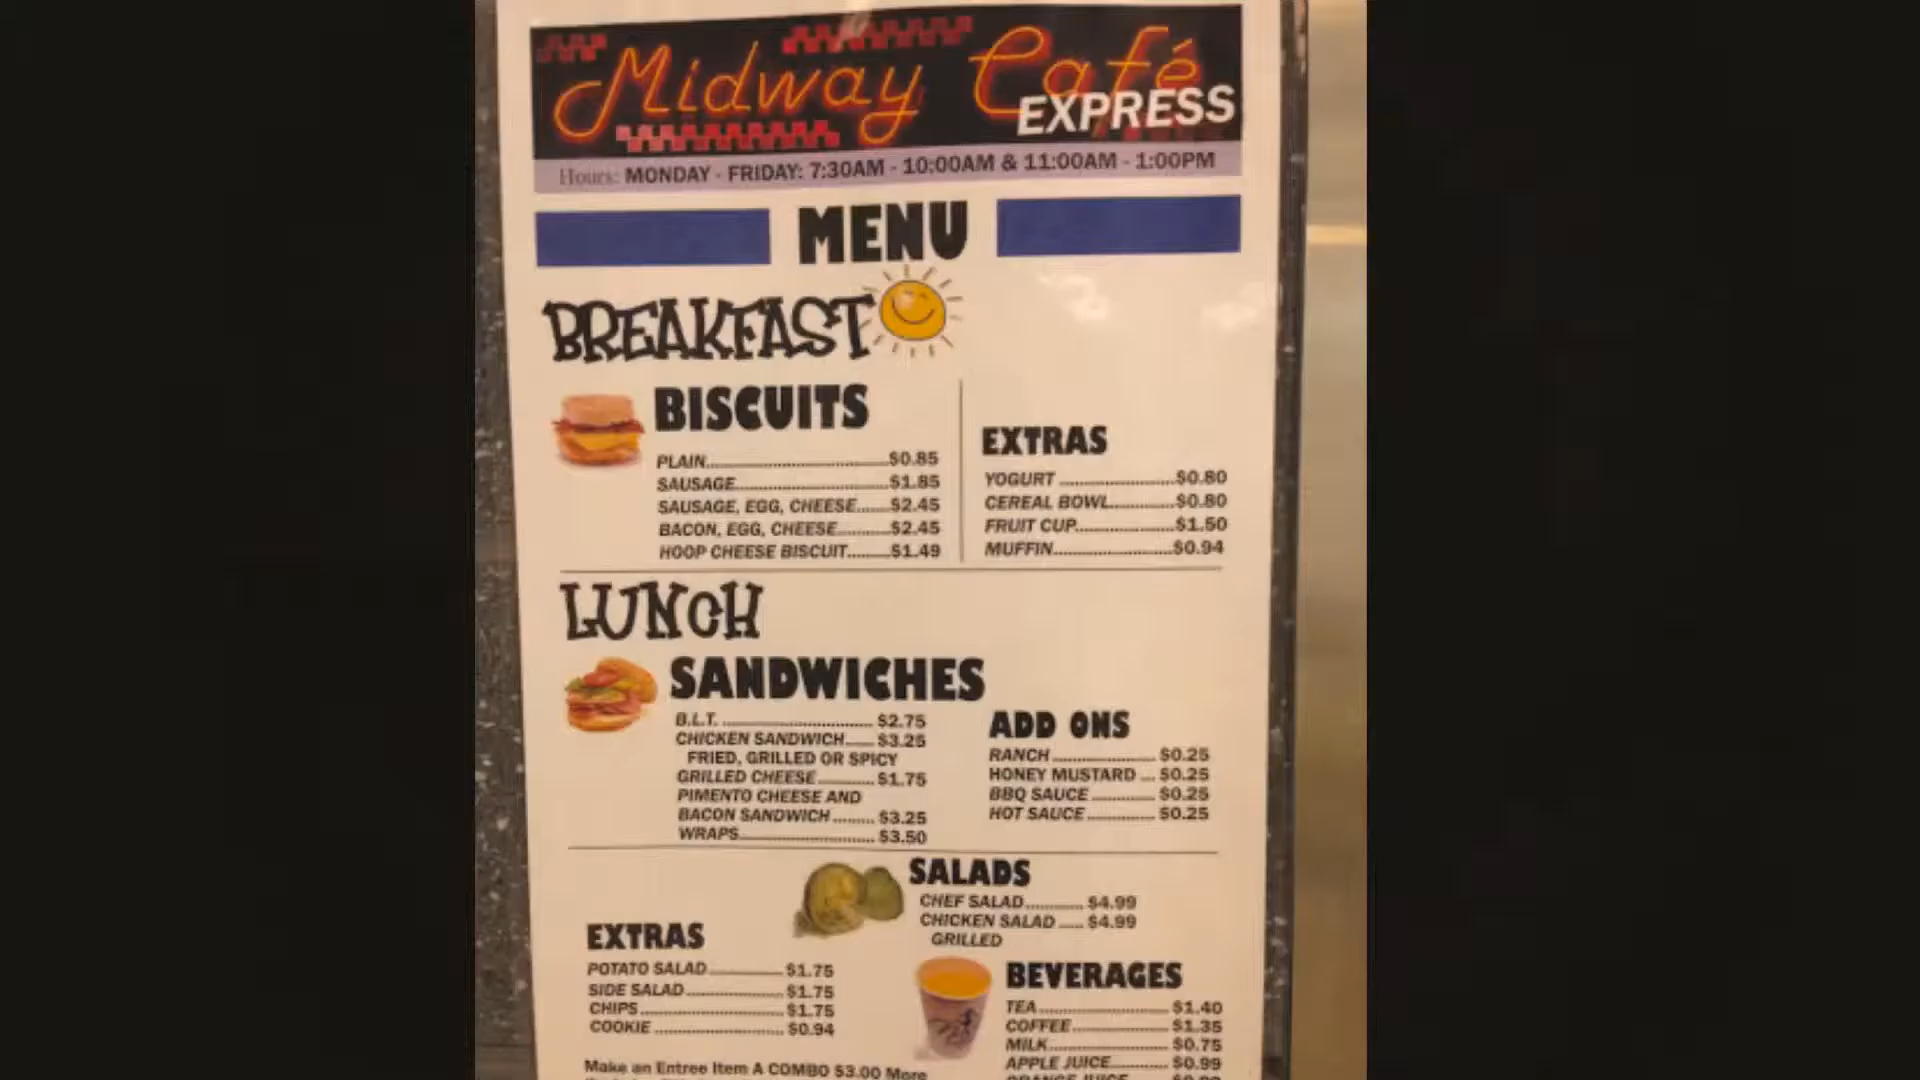 Midway Café
EXPRESS
Hours: MONDAY - FRIDAY: 7:30AM - 10:00AM & 11:00AM - 1:00PM
MENU
BREAKFAST
BISCUITS
PLAIN $0.85
SAUSAGE $1.85
SAUSAGE, EGG, CHEESE $2.45
BACON, EGG, CHEESE $2.45
HOOP CHEESE BISCUIT $1.49
EXTRAS
YOGURT $0.80
CEREAL BOWL $0.80
FRUIT CUP $1.50
MUFFIN $0.94
LUNCH
SANDWICHES
B.L.T. $2.75
CHICKEN SANDWICH $3.25
FRIED, GRILLED OR SPICY
GRILLED CHEESE $1.75
PIMENTO CHEESE AND
BACON SANDWICH $3.25
WRAPS $3.50
ADD ONS
RANCH $0.25
HONEY MUSTARD $0.25
BBQ SAUCE $0.25
HOT SAUCE $0.25
SALADS
CHEF SALAD $4.99
CHICKEN SALAD $4.99
GRILLED
EXTRAS
POTATO SALAD $1.75
SIDE SALAD $1.75
CHIPS $1.75
COOKIE $0.94
Make an Entree Item A COMBO $3.00 More
BEVERAGES
TEA $1.40
COFFEE $1.35
MILK $0.75
APPLE JUICE $0.99
ORANGE JUICE